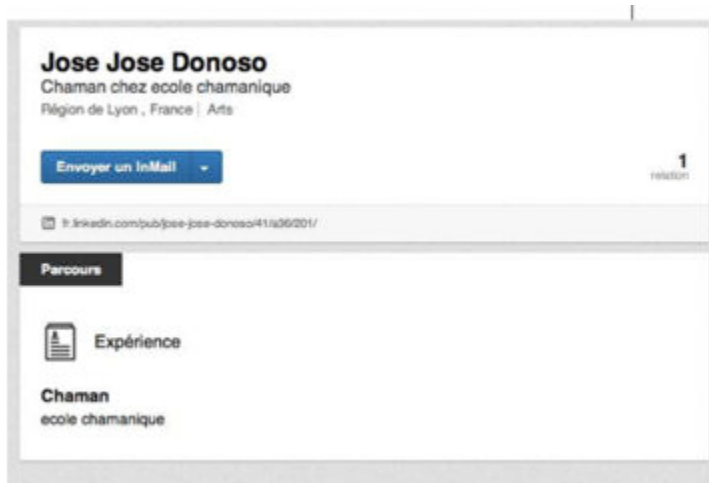 Jose Jose Donoso
Chaman chez ecole chamanique
Région de Lyon , France | Arts
Envoyer un InMail
1
relation
fr.linkedin.com/pub/jose-jose-donoso/41/a36/201/
Parcours
Expérience
Chaman
ecole chamanique